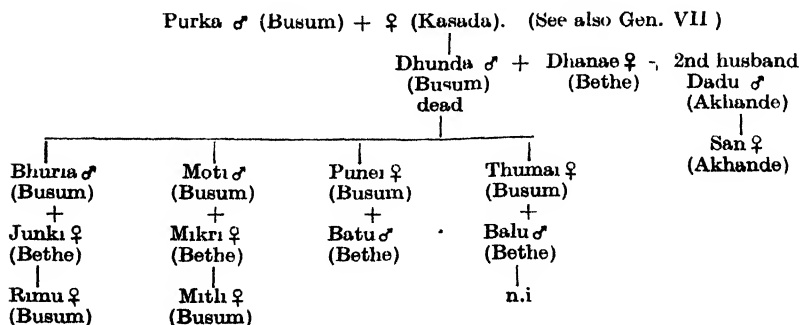 Purka ♂ (Busum) + ♀ (Kasada). (See also Gen. VII )
Dhunda ♂ + Dhanae ♀ - 2nd husband
(Busum) (Bethe) Dadu ♂
dead (Akhande)
San ♀
(Akhande)
Bhuria ♂ Moti ♂ Punei ♀ Thumai ♀
(Busum) (Busum) (Busum) (Busum)
+ + + +
Junki ♀ Mikri ♀ Batu ♂ Balu ♂
(Bethe) (Bethe) (Bethe) (Bethe)
Rimu ♀ Mitli ♀ n.i
(Busum) (Busum)